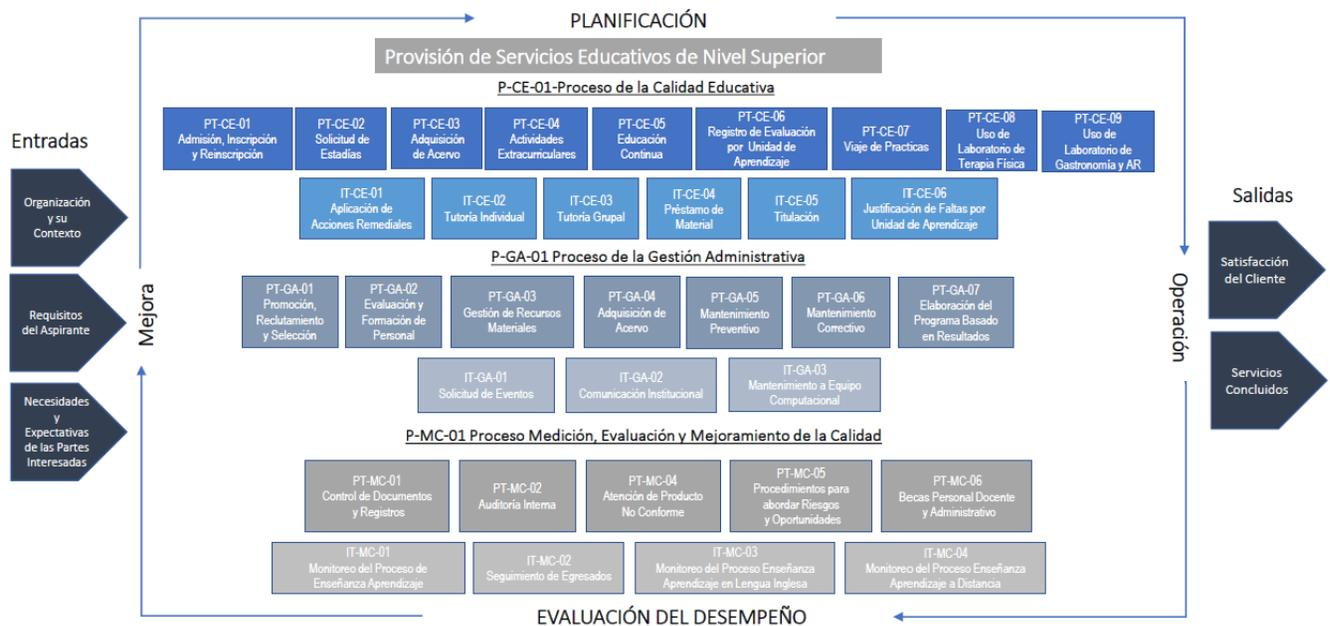 PLANIFICACIÓN
Provisión de Servicios Educativos de Nivel Superior
P-CE-01-Proceso de la Calidad Educativa
Entradas
Organización
y su
Contexto
Requisitos
del Aspirante
Necesidades
y
Expectativas
de las Partes
Interesadas
Mejora
PT-CE-01
Admisión, Inscripción
y Reinscripción
PT-CE-02
Solicitud de
Estadías
PT-CE-03
Adquisición
de Acervo
PT-CE-04
Actividades
Extracurriculares
PT-CE-05
Educación
Continua
PT-CE-06
Registro de Evaluación
por Unidad de
Aprendizaje
PT-CE-07
Viaje de Practicas
PT-CE-08
Uso de
Laboratorio de
Terapia Física
PT-CE-09
Uso de
Laboratorio de
Gastronomía y AR
IT-CE-01
Aplicación de
Acciones Remediales
IT-CE-02
Tutoría Individual
IT-CE-03
Tutoría Grupal
IT-CE-04
Préstamo de
Material
IT-CE-05
Titulación
IT-CE-06
Justificación de Faltas por
Unidad de Aprendizaje
P-GA-01 Proceso de la Gestión Administrativa
PT-GA-01
Promoción,
Reclutamiento
y Selección
PT-GA-02
Evaluación y
Formación de
Personal
PT-GA-03
Gestión de Recursos
Materiales
PT-GA-04
Adquisición de
Acervo
PT-GA-05
Mantenimiento
Preventivo
PT-GA-06
Mantenimiento
Correctivo
PT-GA-07
Elaboración del
Programa Basado
en Resultados
IT-GA-01
Solicitud de Eventos
IT-GA-02
Comunicación Institucional
IT-GA-03
Mantenimiento a Equipo
Computacional
P-MC-01 Proceso Medición, Evaluación y Mejoramiento de la Calidad
PT-MC-01
Control de Documentos
y Registros
PT-MC-02
Auditoría Interna
PT-MC-04
Atención de Producto
No Conforme
PT-MC-05
Procedimientos para
abordar Riesgos
y Oportunidades
PT-MC-06
Becas Personal Docente
y Administrativo
IT-MC-01
Monitoreo del Proceso de
Enseñanza Aprendizaje
IT-MC-02
Seguimiento de Egresados
IT-MC-03
Monitoreo del Proceso Enseñanza
Aprendizaje en Lengua Inglesa
IT-MC-04
Monitoreo del Proceso Enseñanza
Aprendizaje a Distancia
Operación
Salidas
Satisfacción
del Cliente
Servicios
Concluidos
EVALUACIÓN DEL DESEMPEÑO